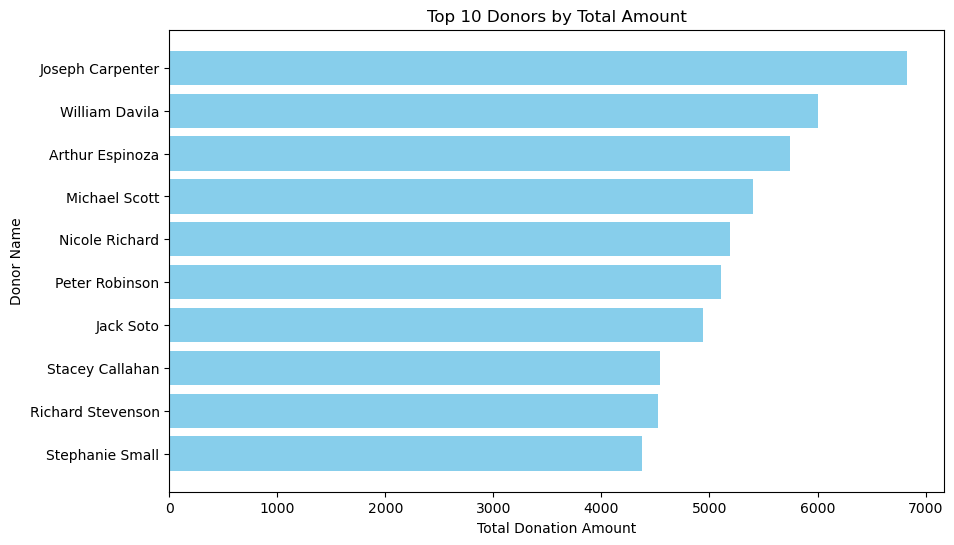 Top 10 Donors by Total Amount
Joseph Carpenter
William Davila
Arthur Espinoza
Michael Scott
Nicole Richard
Peter Robinson
Jack Soto
Stacey Callahan
Richard Stevenson
Stephanie Small
Donor Name
0 1000 2000 3000 4000 5000 6000 7000
Total Donation Amount